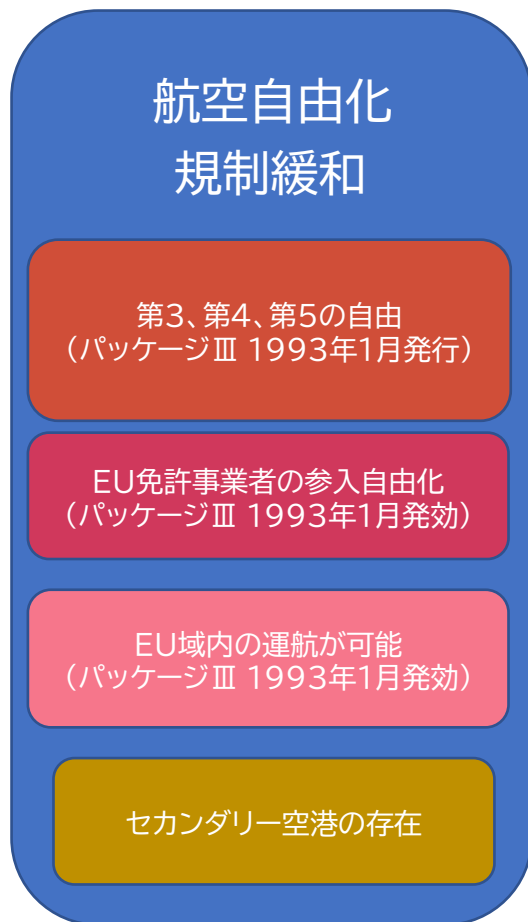 航空自由化
規制緩和
第3、第4、第5の自由
（パッケージⅢ 1993年1月発行）
EU免許事業者の参入自由化
（パッケージⅢ 1993年1月発効）
EU域内の運航が可能
（パッケージⅢ 1993年1月発効）
セカンダリー空港の存在